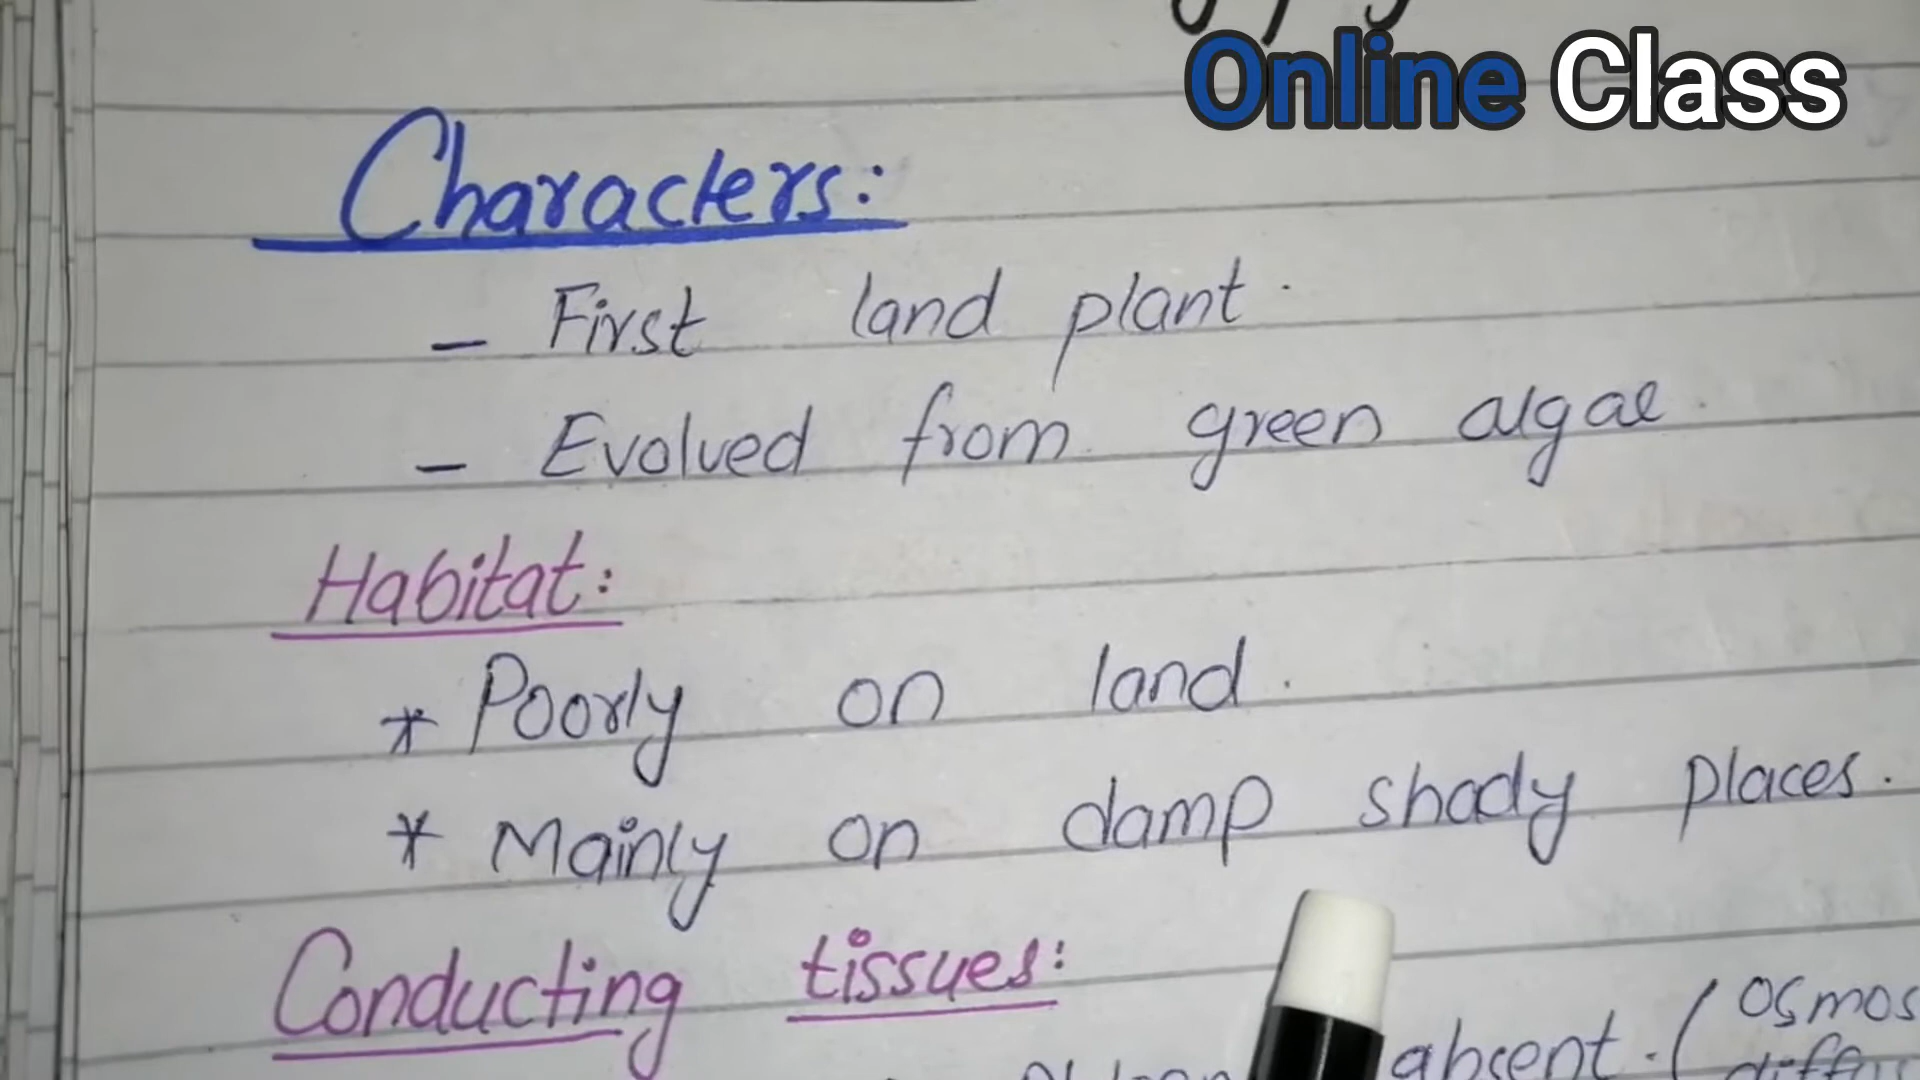 Online Class
Characters:
- First land plant.
- Evolved from green algae.
Habitat:
* Poorly on land.
* Mainly on damp shady places.
Conducting tissues:
absent. (osmos